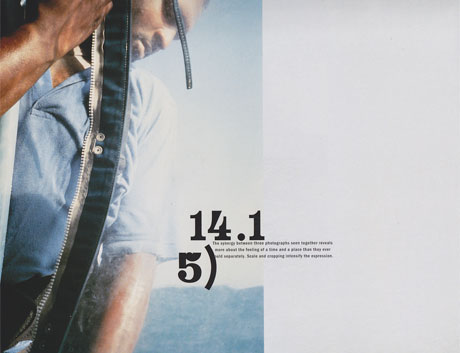 14.1
The synergy between three photographs seen together reveals
more about the feeling of a time and a place than they ever
could separately. Scale and cropping intensify the expression.
5)